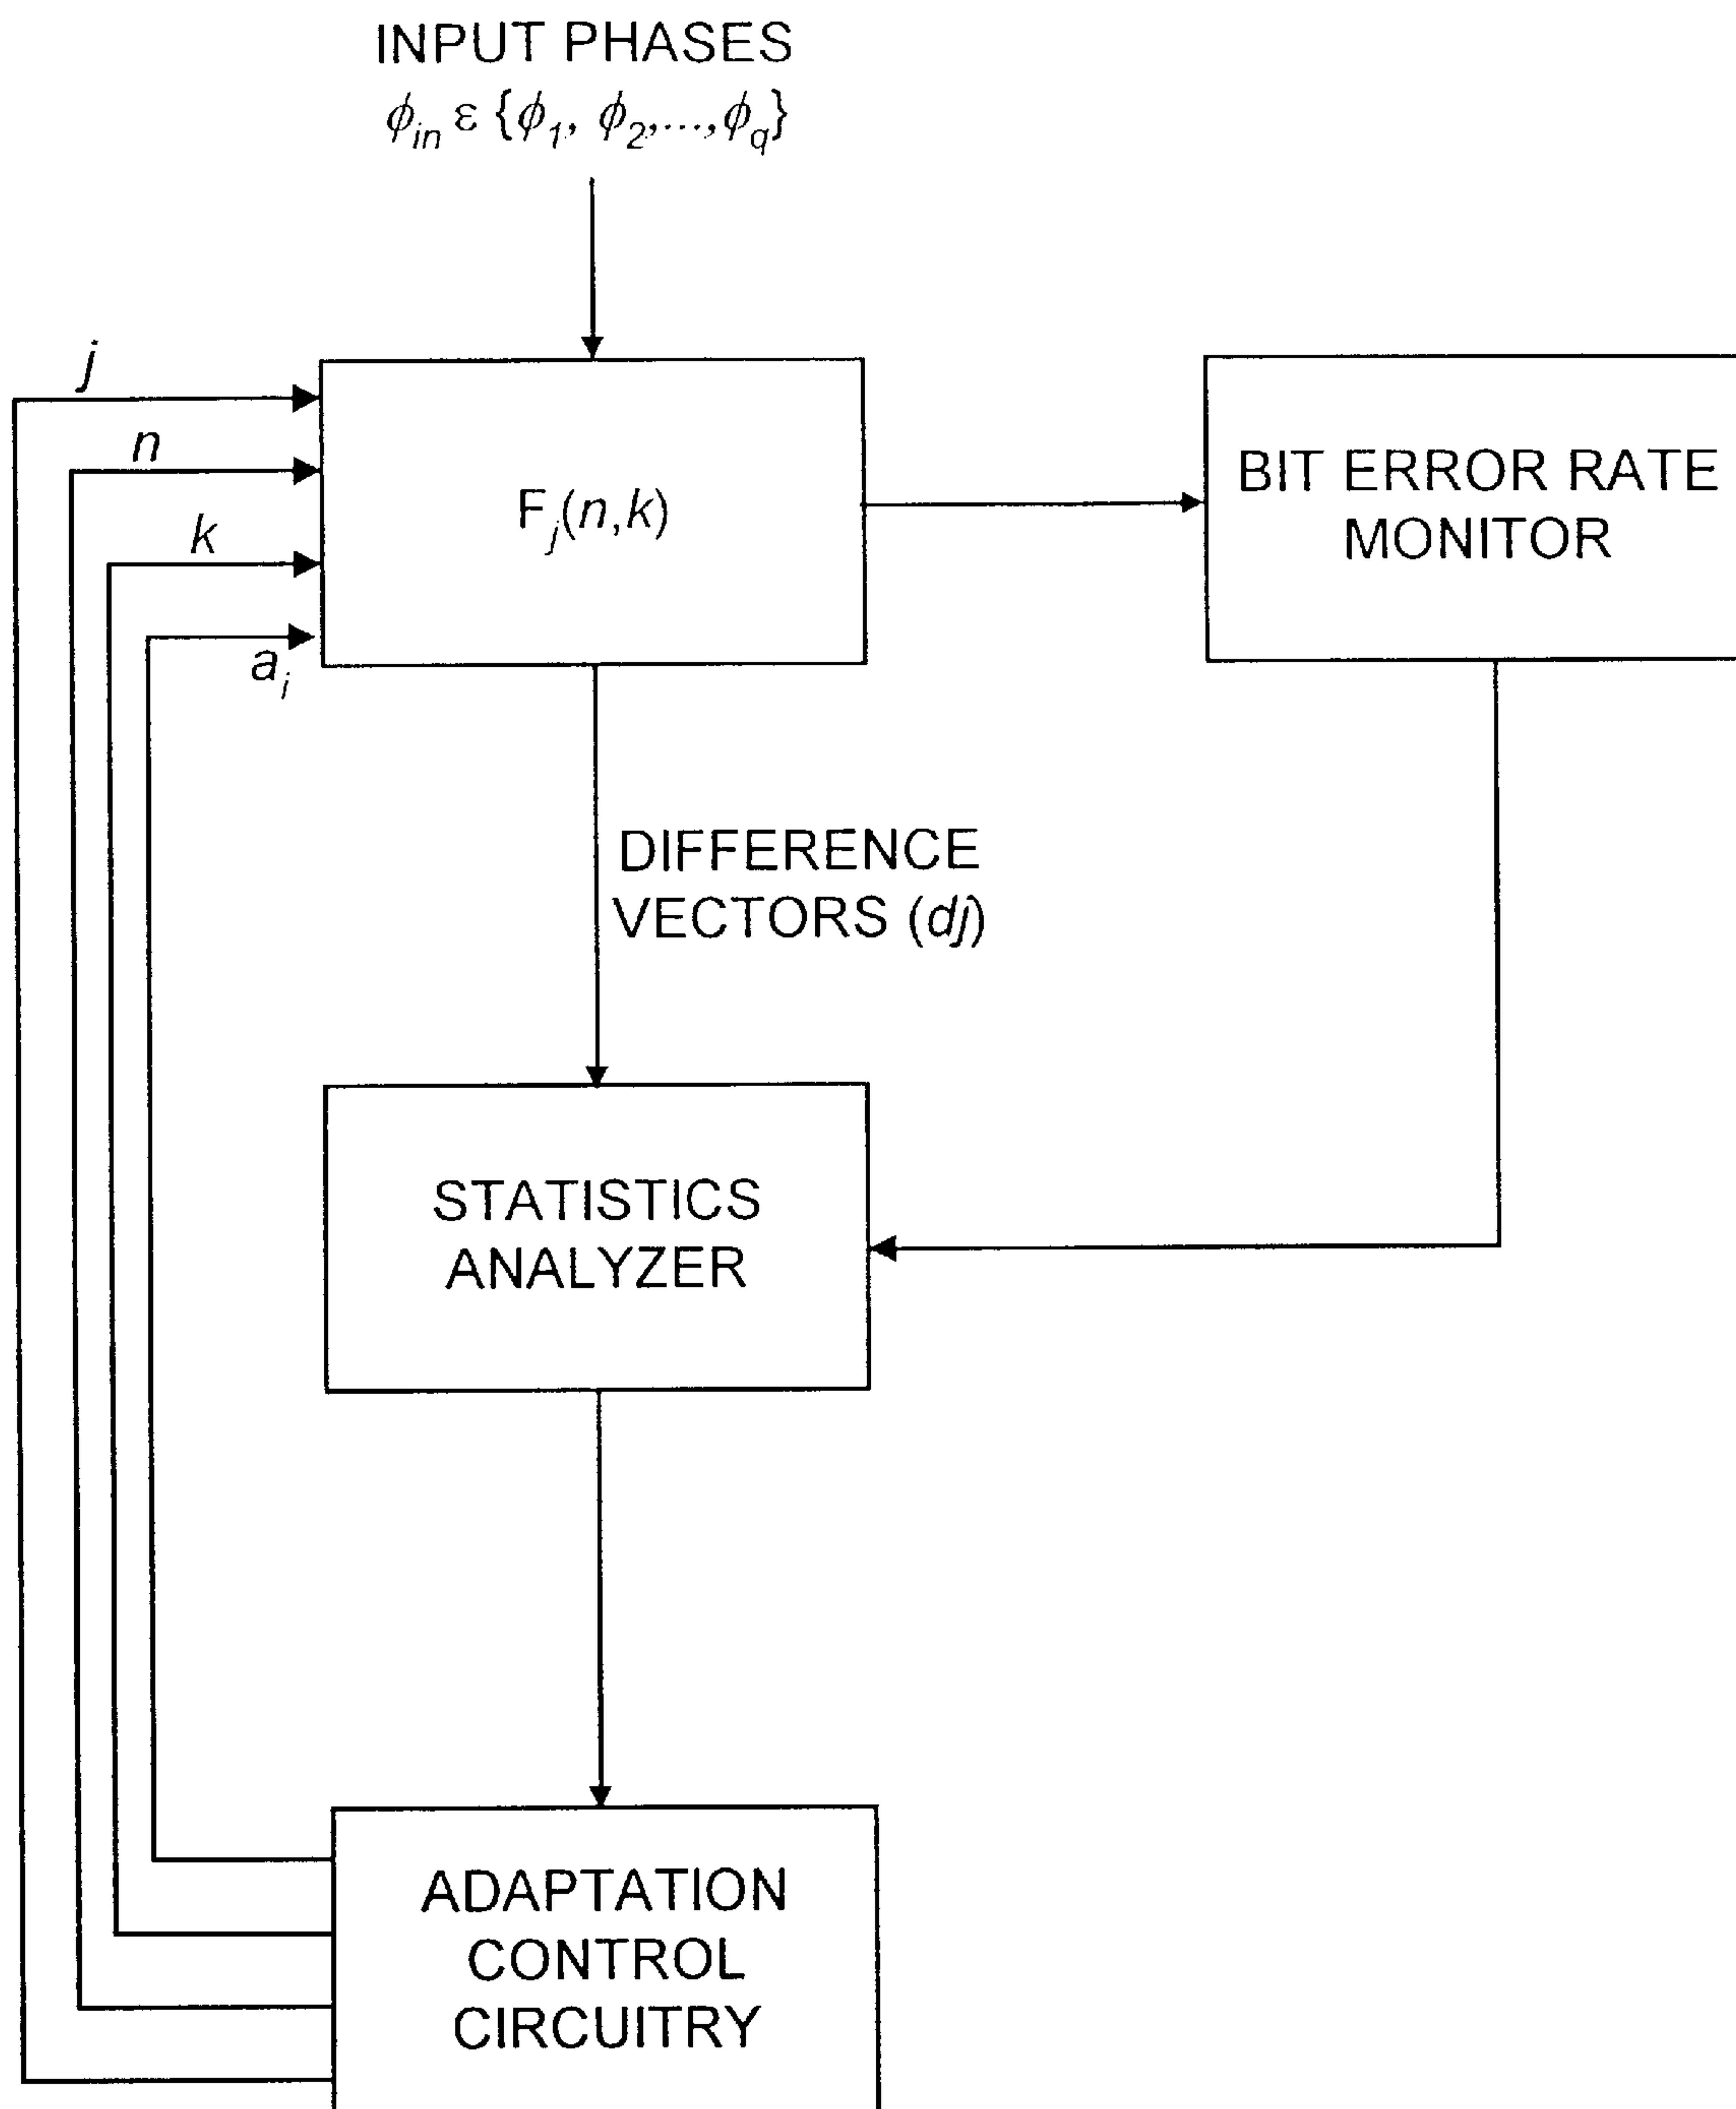 INPUT PHASES
ϕin ε {ϕ1, ϕ2,...,ϕq}
j
n
k
ai
Fj(n,k)
BIT ERROR RATE
MONITOR
DIFFERENCE
VECTORS (dj)
STATISTICS
ANALYZER
ADAPTATION
CONTROL
CIRCUITRY